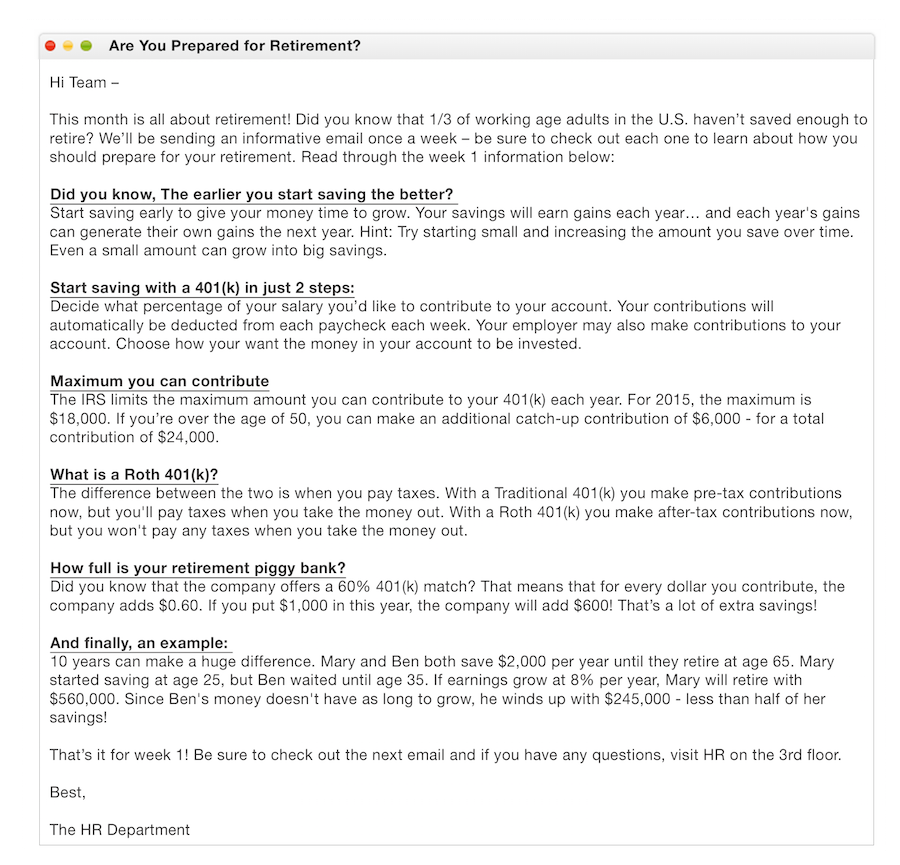 Are You Prepared for Retirement?
Hi Team –
This month is all about retirement! Did you know that 1/3 of working age adults in the U.S. haven’t saved enough to
retire? We’ll be sending an informative email once a week – be sure to check out each one to learn about how you
should prepare for your retirement. Read through the week 1 information below:
Did you know, The earlier you start saving the better?
Start saving early to give your money time to grow. Your savings will earn gains each year… and each year's gains
can generate their own gains the next year. Hint: Try starting small and increasing the amount you save over time.
Even a small amount can grow into big savings.
Start saving with a 401(k) in just 2 steps:
Decide what percentage of your salary you’d like to contribute to your account. Your contributions will
automatically be deducted from each paycheck each week. Your employer may also make contributions to your
account. Choose how your want the money in your account to be invested.
Maximum you can contribute
The IRS limits the maximum amount you can contribute to your 401(k) each year. For 2015, the maximum is
$18,000. If you’re over the age of 50, you can make an additional catch-up contribution of $6,000 - for a total
contribution of $24,000.
What is a Roth 401(k)?
The difference between the two is when you pay taxes. With a Traditional 401(k) you make pre-tax contributions
now, but you'll pay taxes when you take the money out. With a Roth 401(k) you make after-tax contributions now,
but you won't pay any taxes when you take the money out.
How full is your retirement piggy bank?
Did you know that the company offers a 60% 401(k) match? That means that for every dollar you contribute, the
company adds $0.60. If you put $1,000 in this year, the company will add $600! That’s a lot of extra savings!
And finally, an example:
10 years can make a huge difference. Mary and Ben both save $2,000 per year until they retire at age 65. Mary
started saving at age 25, but Ben waited until age 35. If earnings grow at 8% per year, Mary will retire with
$560,000. Since Ben's money doesn't have as long to grow, he winds up with $245,000 - less than half of her
savings!
That’s it for week 1! Be sure to check out the next email and if you have any questions, visit HR on the 3rd floor.
Best,
The HR Department